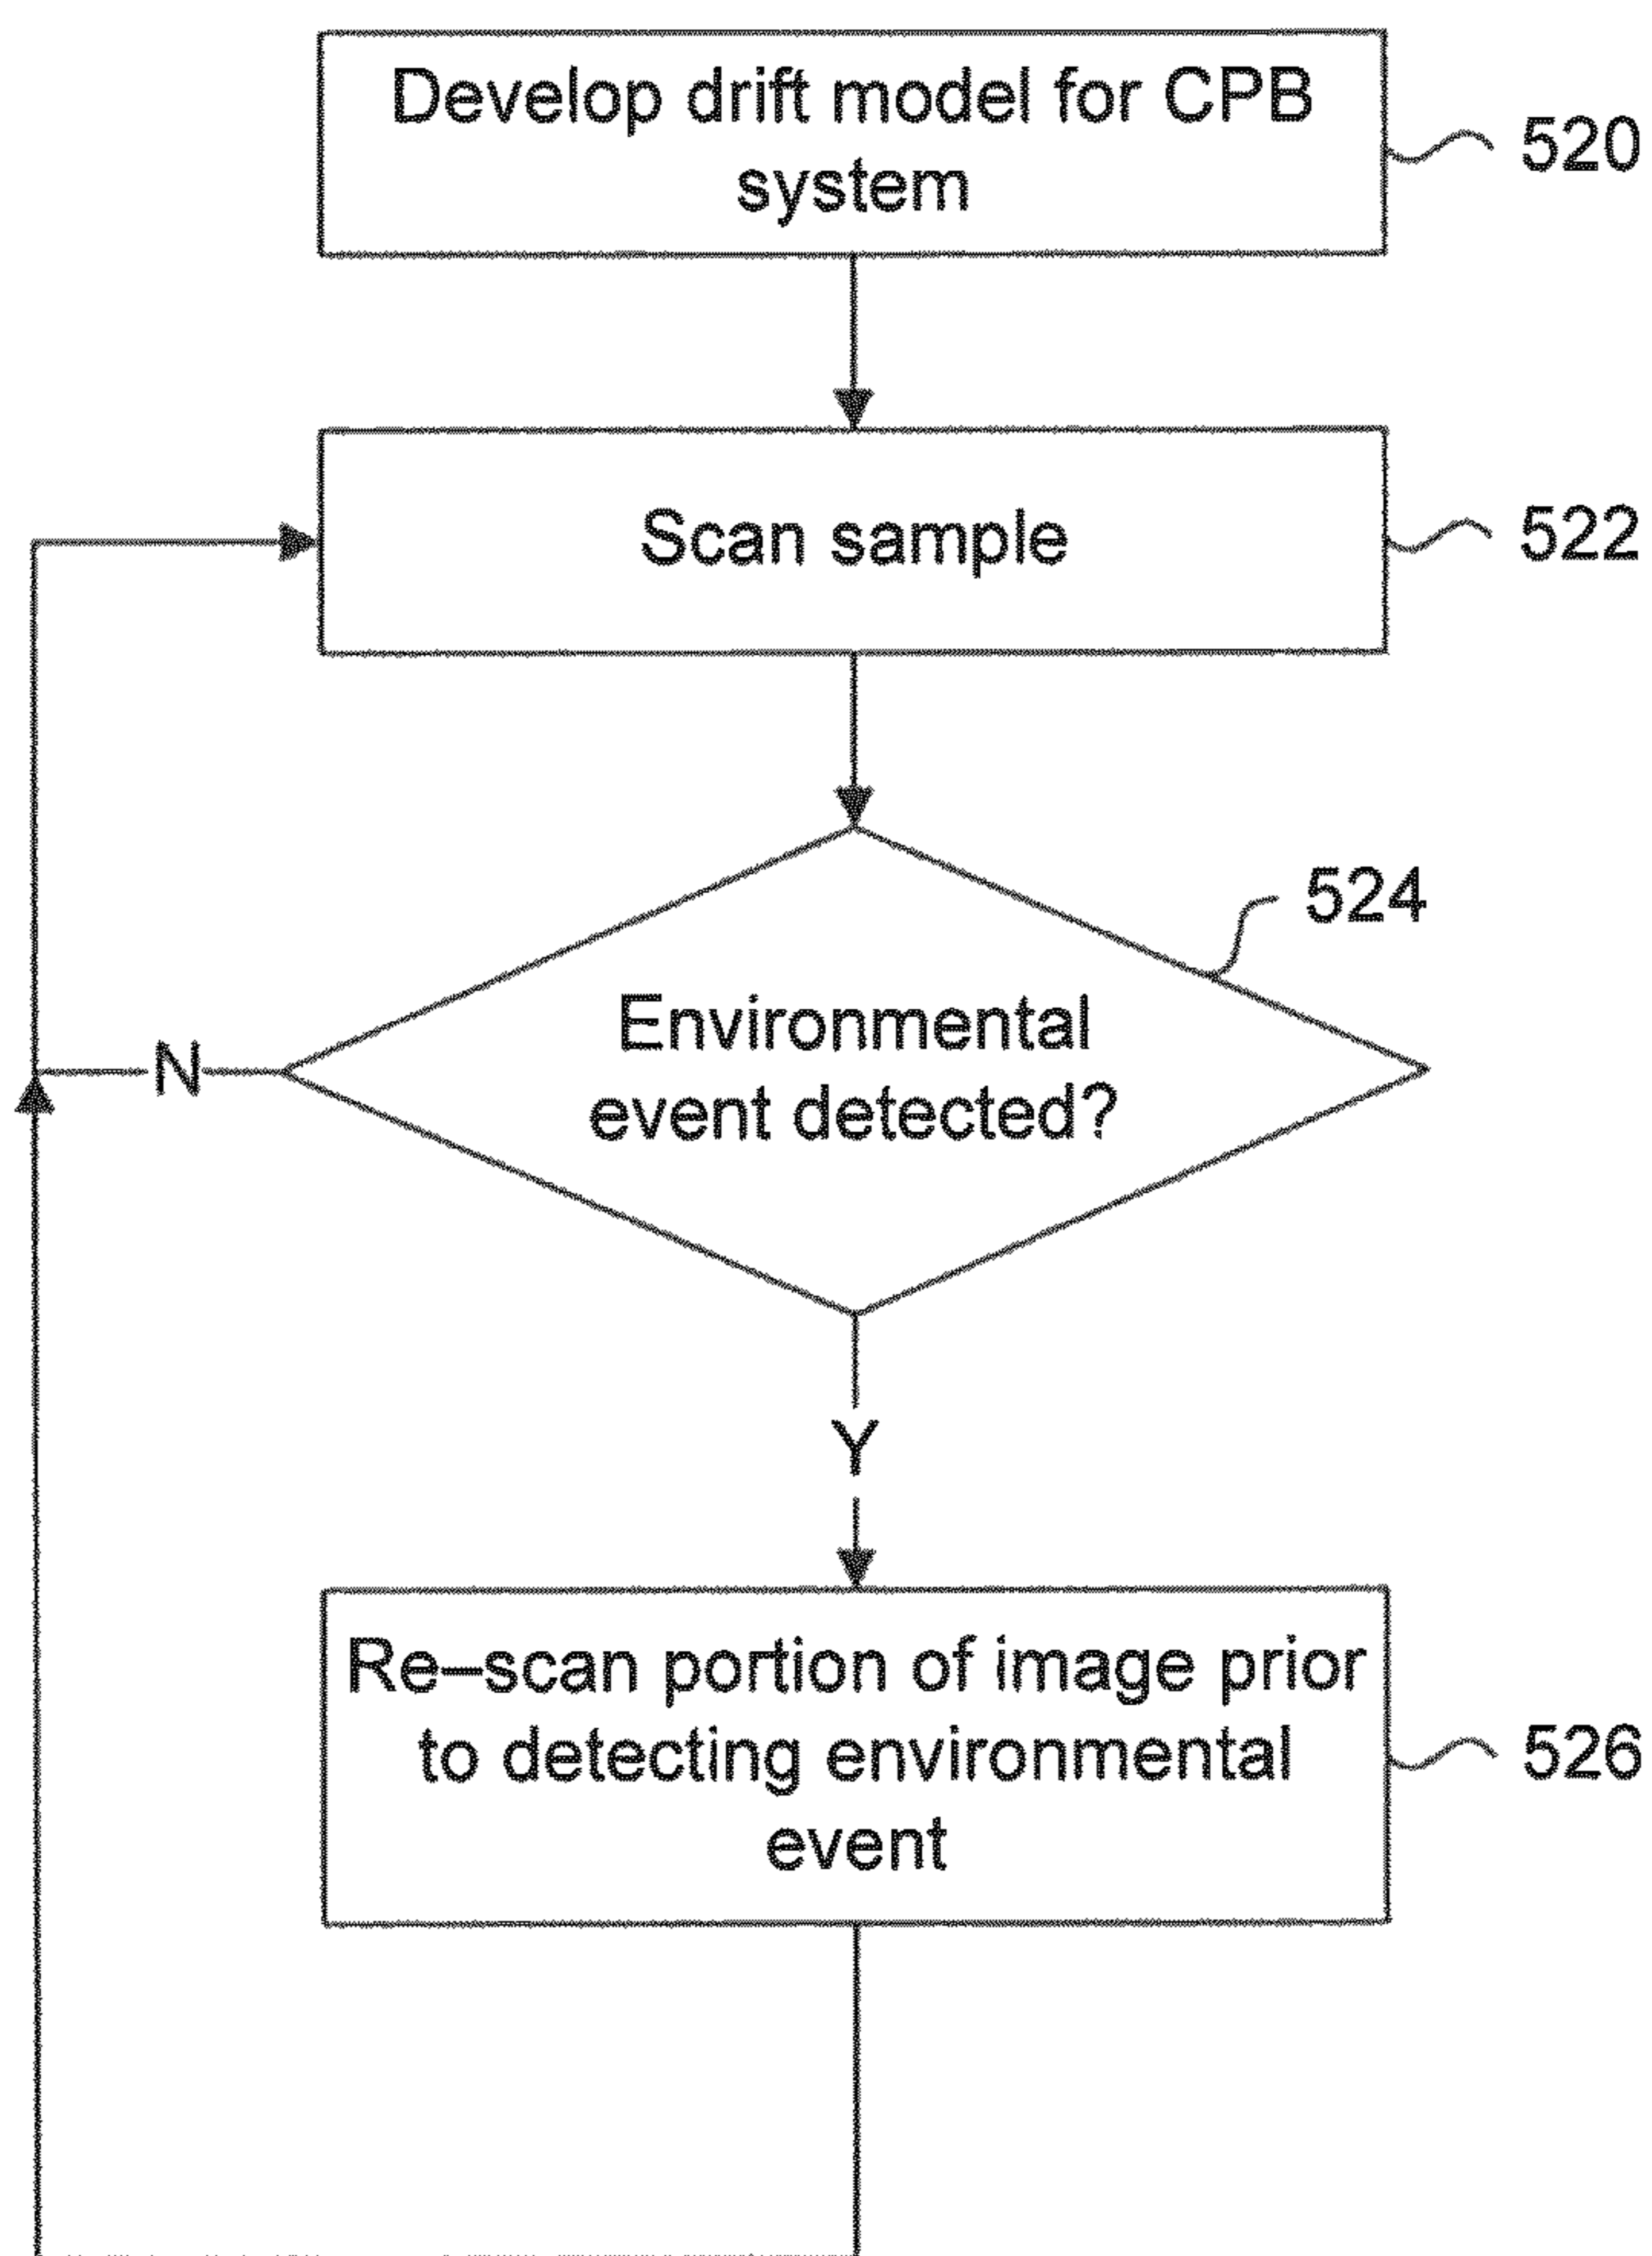 Develop drift model for CPB
system
520
Scan sample
522
524
Environmental
event detected?
N
Y
Re–scan portion of image prior
to detecting environmental
event
526